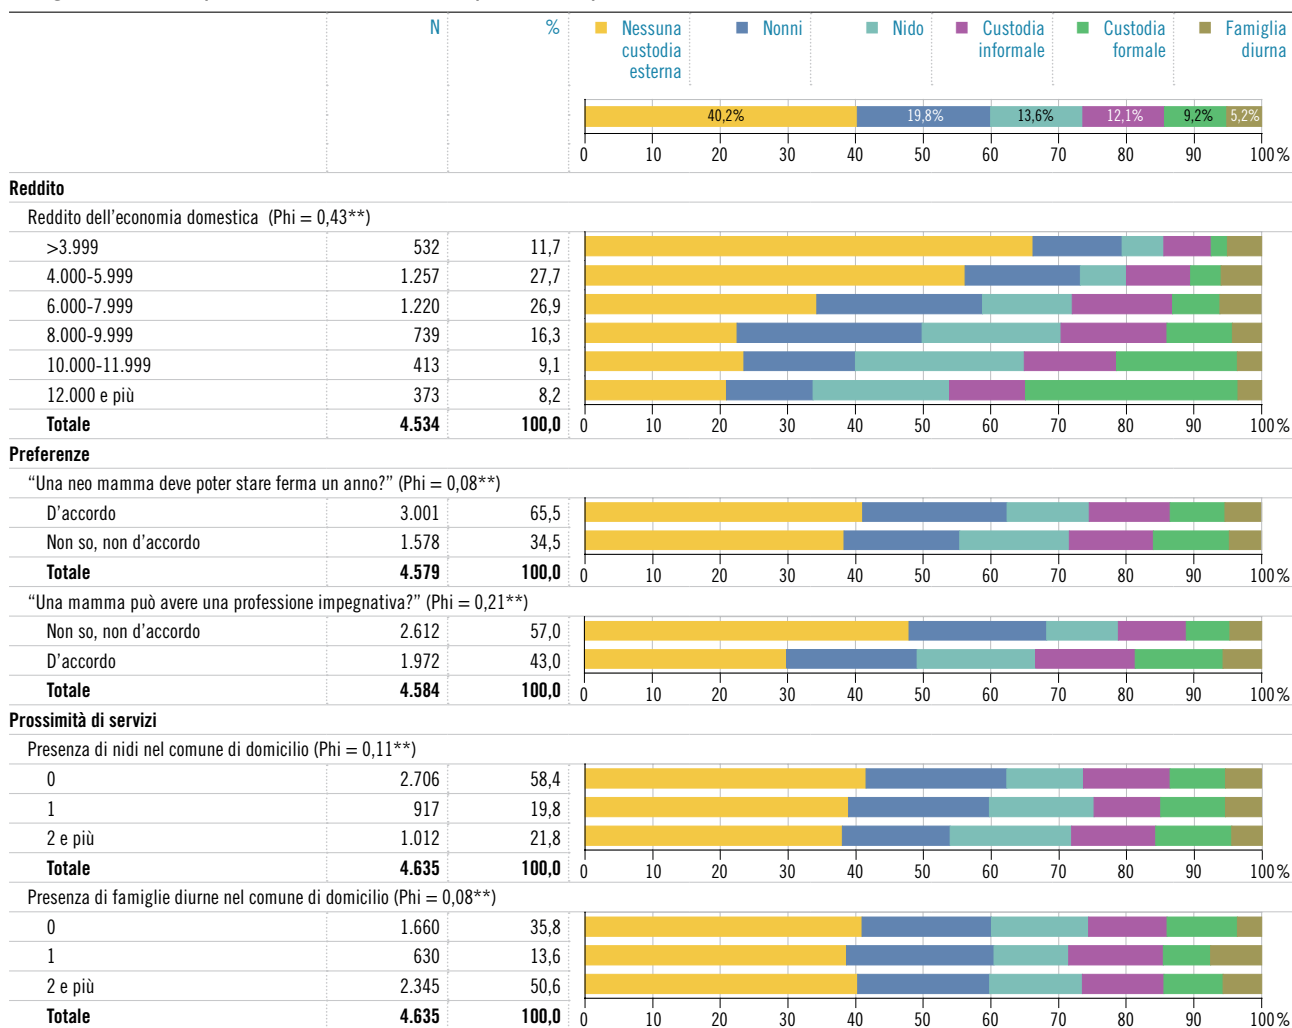 N % Nessuna custodia esterna Nonni Nido Custodia informale Custodia formale Famiglia diurna
40,2% 19,8% 13,6% 12,1% 9,2% 5,2%
0 10 20 30 40 50 60 70 80 90 100%
Reddito
Reddito dell'economia domestica (Phi = 0,43**)
>3.999 532 11,7
4.000-5.999 1.257 27,7
6.000-7.999 1.220 26,9
8.000-9.999 739 16,3
10.000-11.999 413 9,1
12.000 e più 373 8,2
Totale 4.534 100,0 0 10 20 30 40 50 60 70 80 90 100%
Preferenze
“Una neo mamma deve poter stare ferma un anno?” (Phi = 0,08**)
D'accordo 3.001 65,5
Non so, non d'accordo 1.578 34,5
Totale 4.579 100,0 0 10 20 30 40 50 60 70 80 90 100%
“Una mamma può avere una professione impegnativa?” (Phi = 0,21**)
Non so, non d'accordo 2.612 57,0
D'accordo 1.972 43,0
Totale 4.584 100,0 0 10 20 30 40 50 60 70 80 90 100%
Prossimità di servizi
Presenza di nidi nel comune di domicilio (Phi = 0,11**)
0 2.706 58,4
1 917 19,8
2 e più 1.012 21,8
Totale 4.635 100,0 0 10 20 30 40 50 60 70 80 90 100%
Presenza di famiglie diurne nel comune di domicilio (Phi = 0,08**)
0 1.660 35,8
1 630 13,6
2 e più 2.345 50,6
Totale 4.635 100,0 0 10 20 30 40 50 60 70 80 90 100%